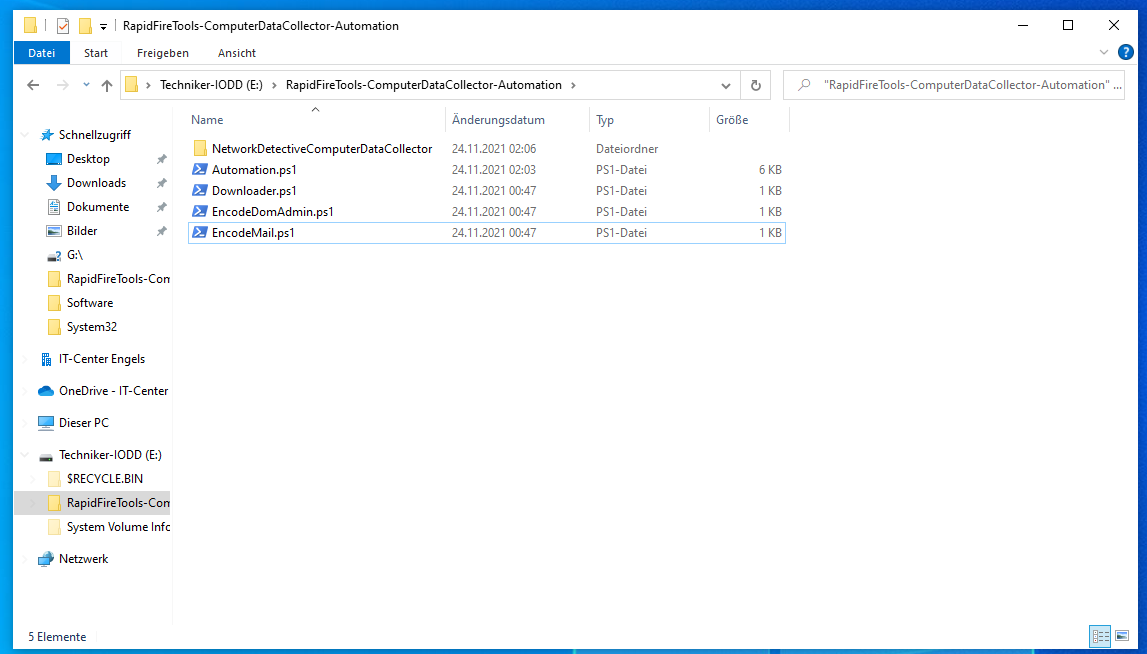 RapidFireTools-ComputerDataCollector-Automation
Datei Start Freigeben Ansicht
Techniker-IODD (E:) RapidFireTools-ComputerDataCollector-Automation
"RapidFireTools-ComputerDataCollector-Automation" ...
Name Änderungsdatum Typ Größe
NetworkDetectiveComputerDataCollector 24.11.2021 02:06 Dateiordner
Automation.ps1 24.11.2021 02:03 PS1-Datei 6 KB
Downloader.ps1 24.11.2021 00:47 PS1-Datei 1 KB
EncodeDomAdmin.ps1 24.11.2021 00:47 PS1-Datei 1 KB
EncodeMail.ps1 24.11.2021 00:47 PS1-Datei 1 KB
Schnellzugriff
Desktop
Downloads
Dokumente
Bilder
G:\
RapidFireTools-Com
Software
System32
IT-Center Engels
OneDrive - IT-Center
Dieser PC
Techniker-IODD (E:)
$RECYCLE.BIN
RapidFireTools-Com
System Volume Info
Netzwerk
5 Elemente